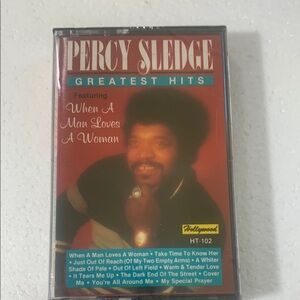 PERCY SLEDGE
GREATEST HITS
Featuring
When A
Man Loves
A Woman
Hollywood
HT-102
When A Man Loves A Woman • Take Time To Know Her
• Just Out Of Reach (Of My Two Empty Arms) • A Whiter
Shade Of Pale • Out Of Left Field • Warm & Tender Love
• It Tears Me Up • The Dark End Of The Street • Cover
Me • You're All Around Me • My Special Prayer